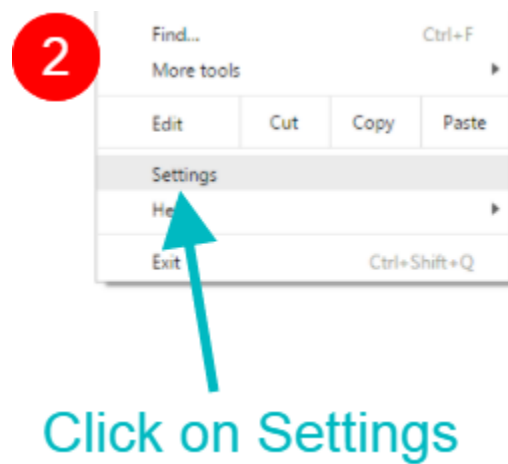 2
Find... Ctrl+F
More tools
Edit Cut Copy Paste
Settings
Exit Ctrl+Shift+Q
Click on Settings